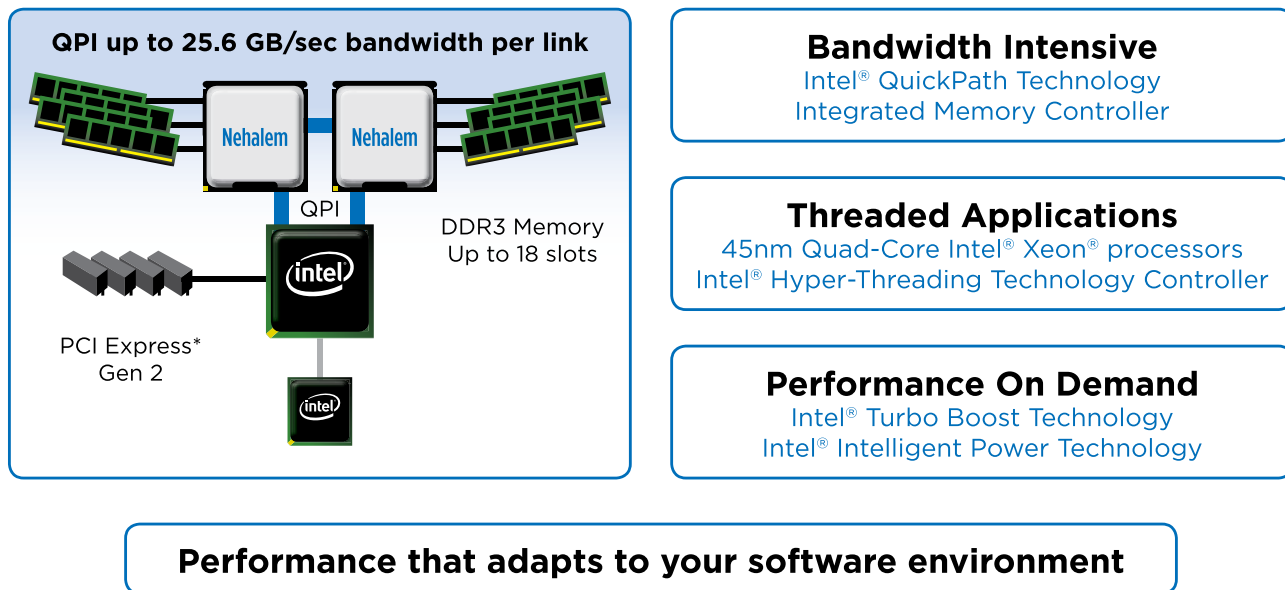 QPI up to 25.6 GB/sec bandwidth per link
Nehalem
Nehalem
QPI
DDR3 Memory
Up to 18 slots
intel®
PCI Express*
Gen 2
intel
Bandwidth Intensive
Intel® QuickPath Technology
Integrated Memory Controller
Threaded Applications
45nm Quad-Core Intel® Xeon® processors
Intel® Hyper-Threading Technology Controller
Performance On Demand
Intel® Turbo Boost Technology
Intel® Intelligent Power Technology
Performance that adapts to your software environment